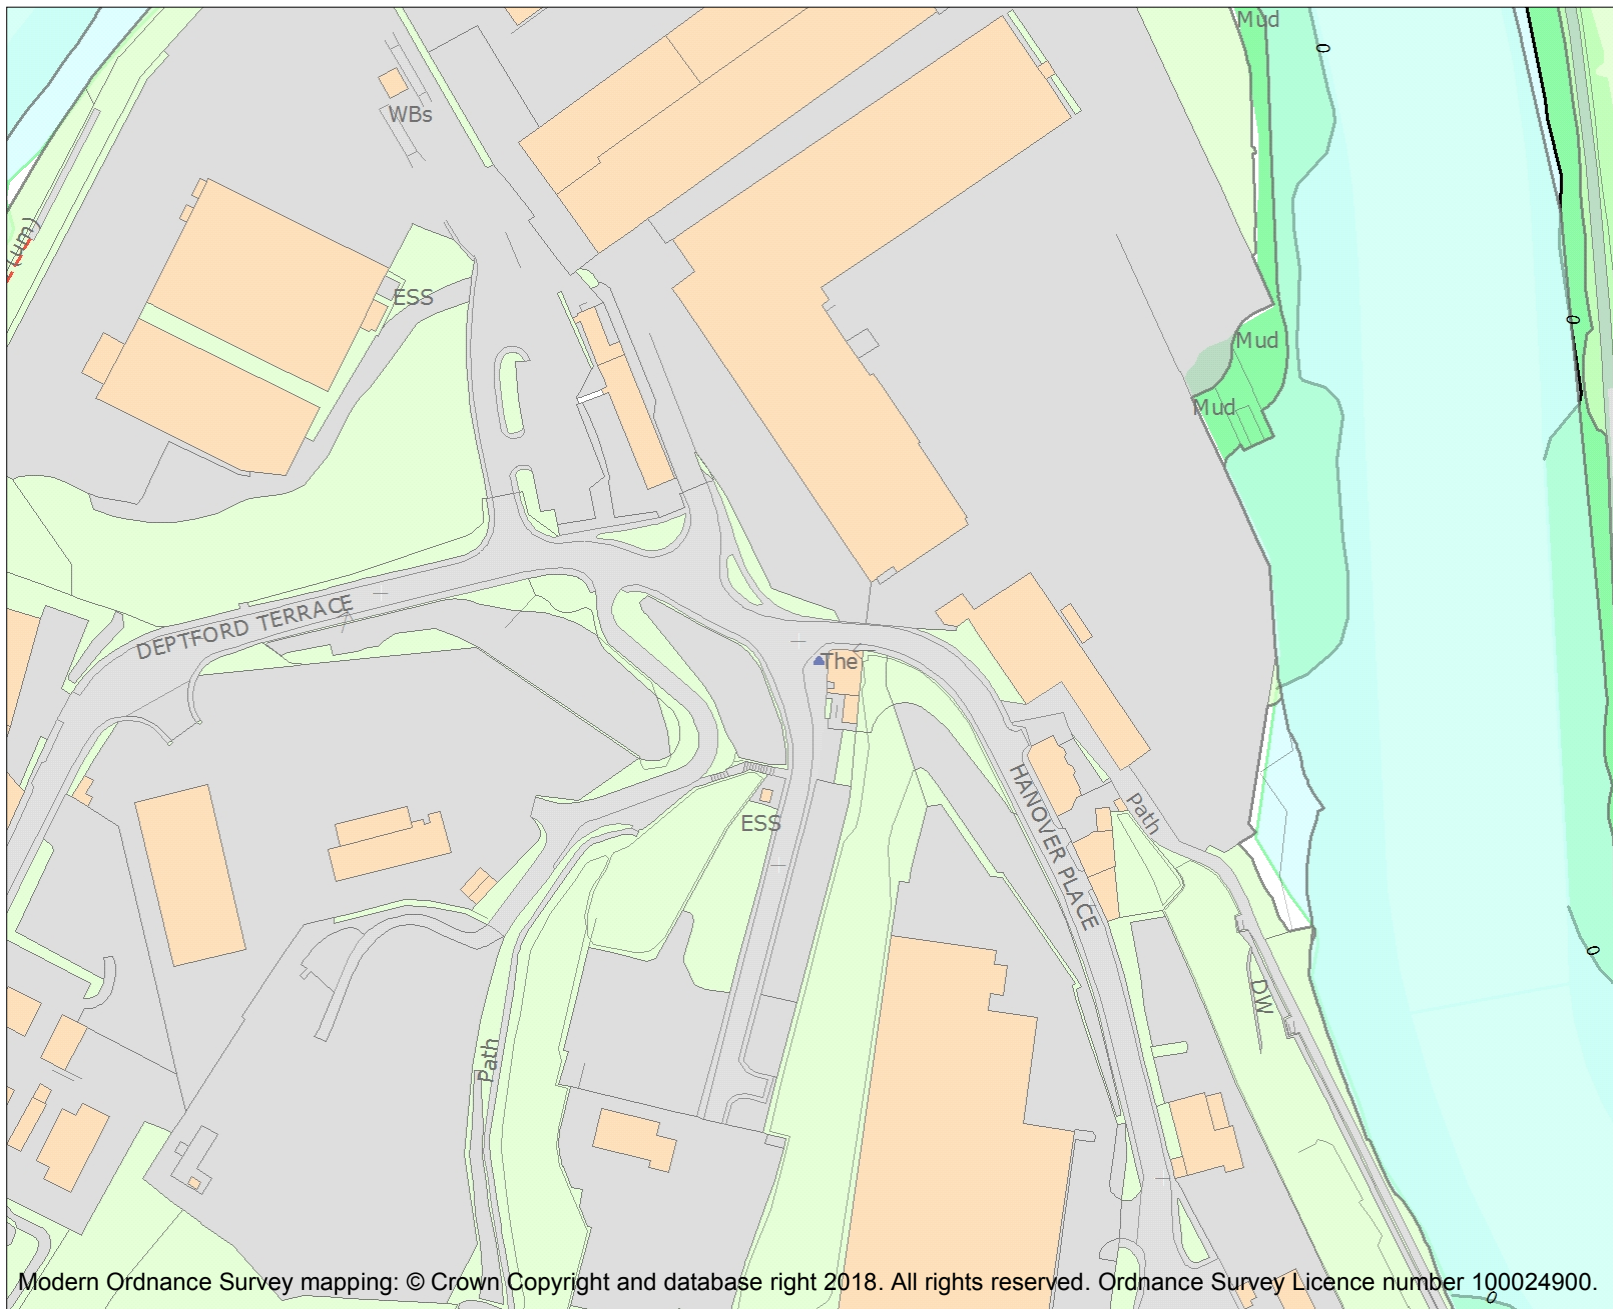 Mud
0
WBs
(um)
ESS
0
Mud
Mud
DEPTFORD TERRACE
The
HANOVER PLACE
Path
ESS
0
DW
Path
Modern Ordnance Survey mapping: © Crown Copyright and database right 2018. All rights reserved. Ordnance Survey Licence number 100024900.
0